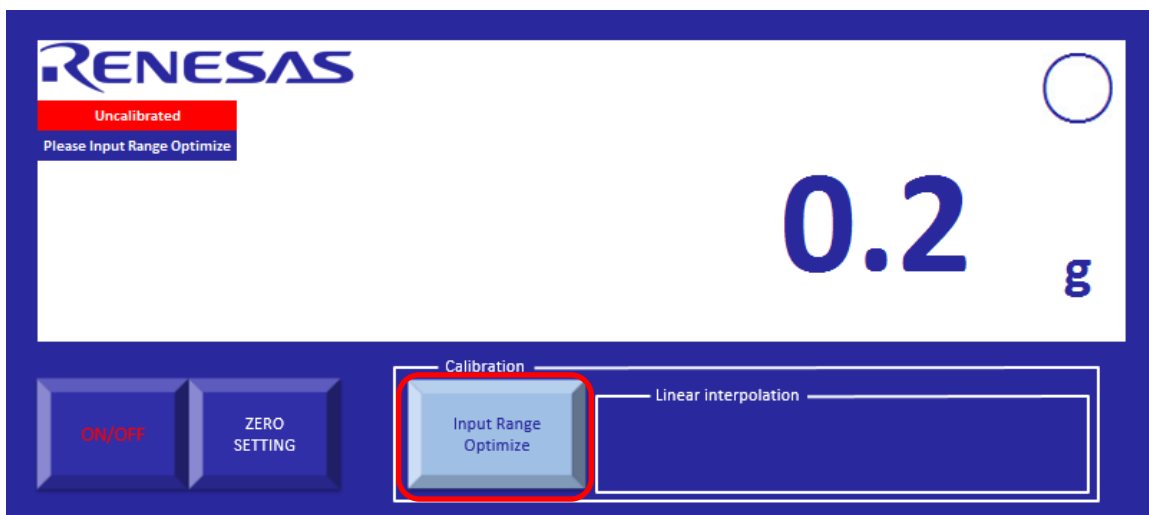 RENESAS
Uncalibrated
Please Input Range Optimize
0.2
g
Calibration
ON/OFF
ZERO
SETTING
Input Range
Optimize
Linear interpolation